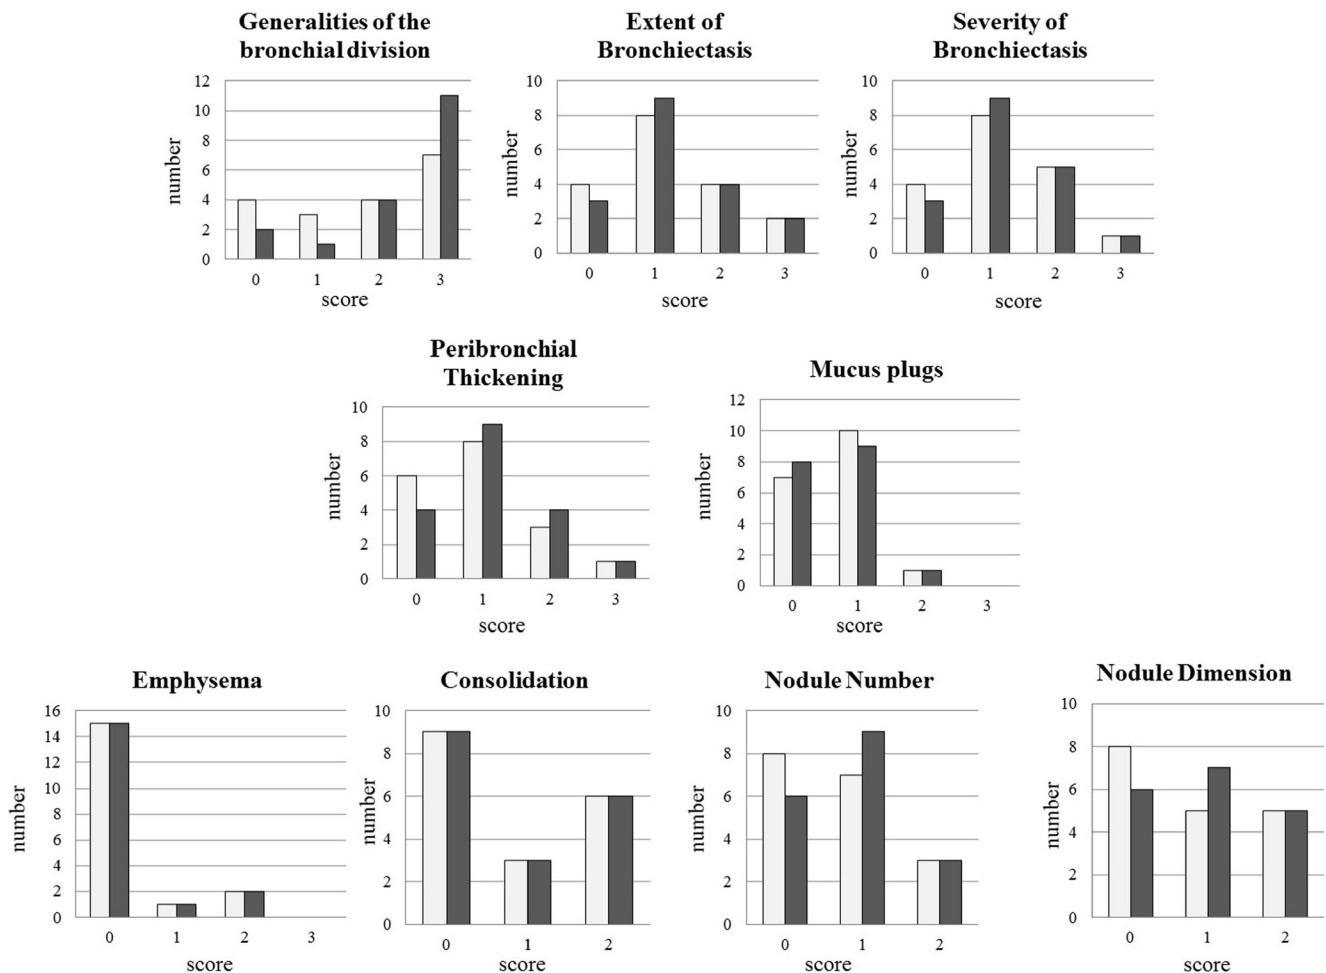 Generalities of the
bronchial division
12
10
8
6
4
2
0
number
0 1 2 3
score
Extent of
Bronchiectasis
10
8
6
4
2
0
number
0 1 2 3
score
Severity of
Bronchiectasis
10
8
6
4
2
0
number
0 1 2 3
score
Peribronchial
Thickening
10
8
6
4
2
0
number
0 1 2 3
score
Mucus plugs
12
10
8
6
4
2
0
number
0 1 2 3
score
Emphysema
16
14
12
10
8
6
4
2
0
number
0 1 2 3
score
Consolidation
10
8
6
4
2
0
number
0 1 2
score
Nodule Number
10
8
6
4
2
0
number
0 1 2
score
Nodule Dimension
10
8
6
4
2
0
number
0 1 2
score